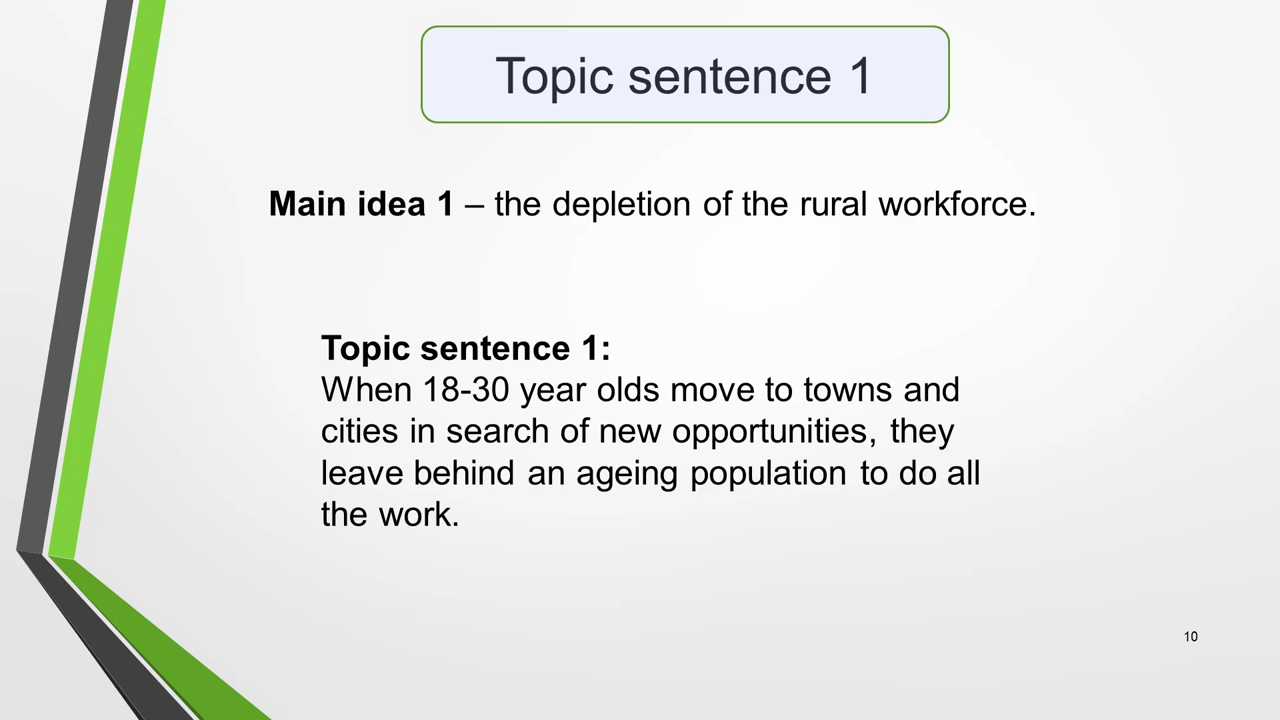 Topic sentence 1
Main idea 1 – the depletion of the rural workforce.
Topic sentence 1:
When 18-30 year olds move to towns and
cities in search of new opportunities, they
leave behind an ageing population to do all
the work.
10